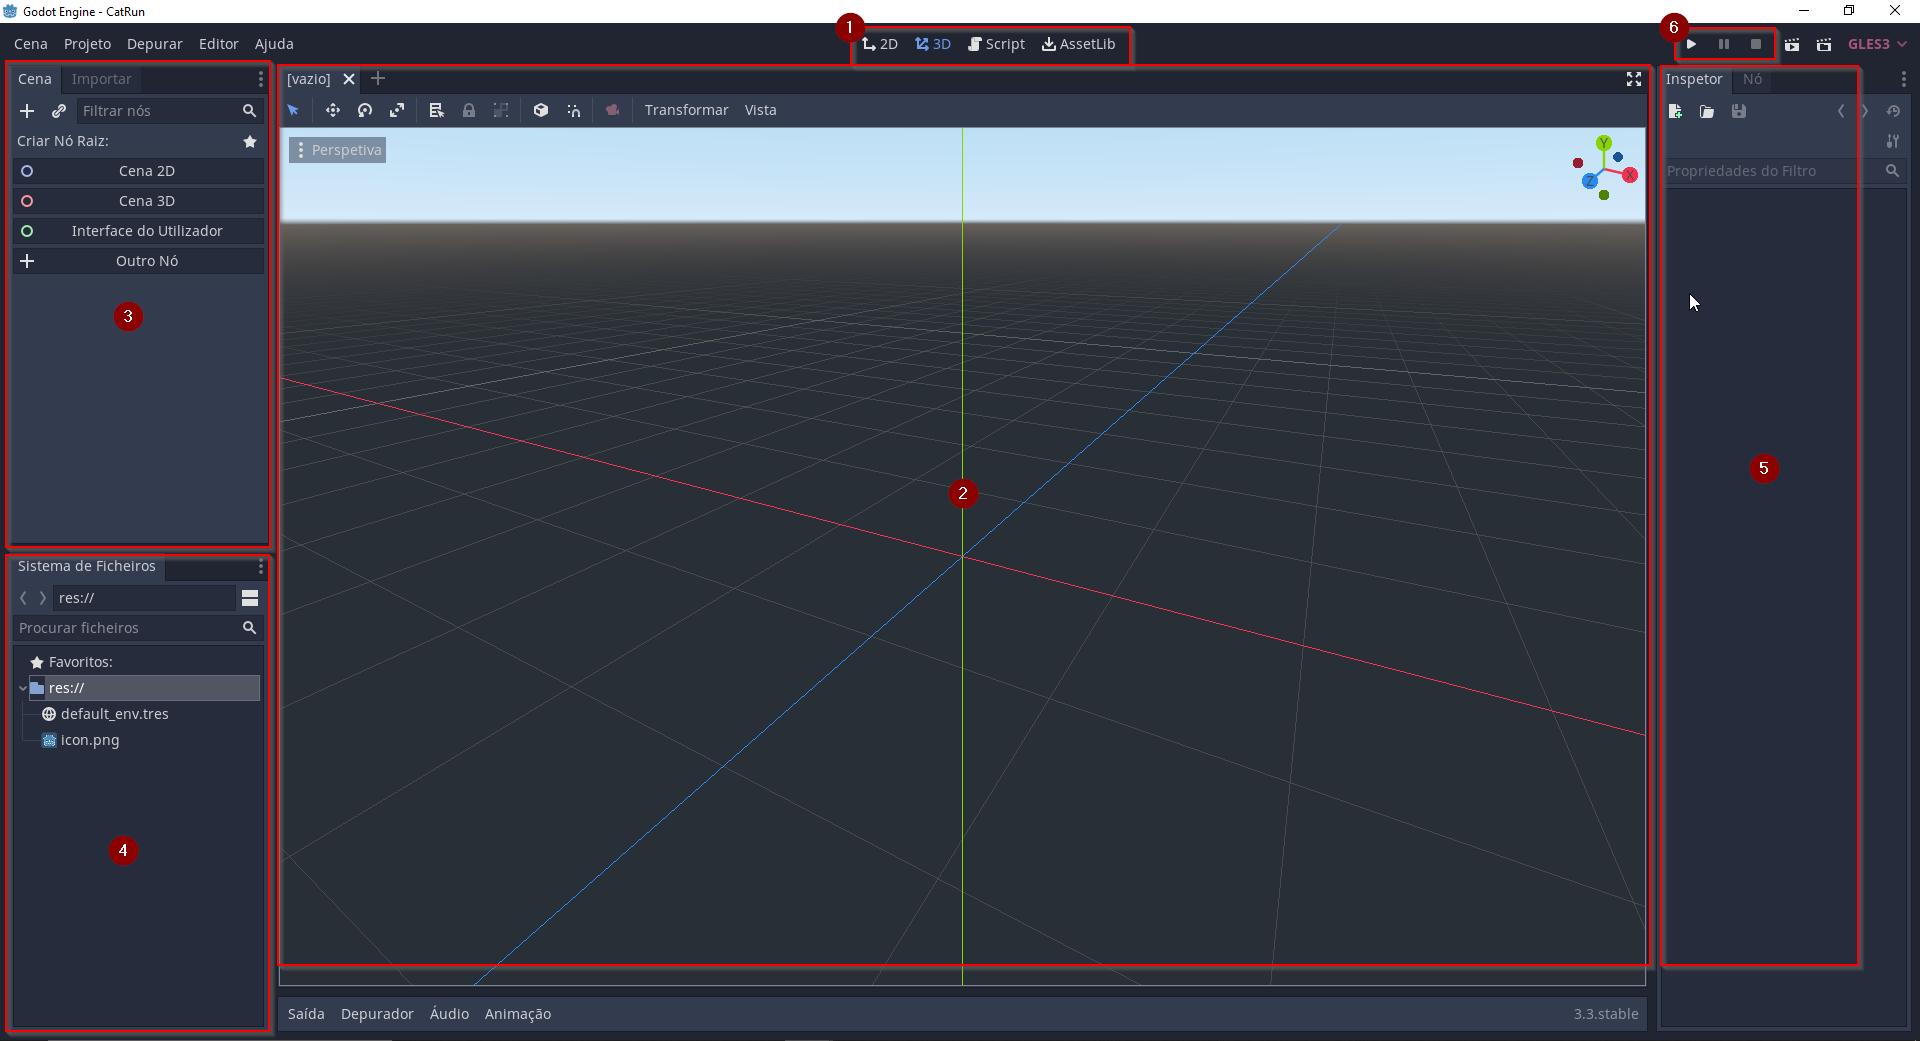 Godot Engine - CatRun
Cena Projeto Depurar Editor Ajuda
1
2D 3D Script AssetLib
6
GLES3
Cena Importar
Filtrar nós
Criar Nó Raiz:
Cena 2D
Cena 3D
Interface do Utilizador
Outro Nó
3
Sistema de Ficheiros
res://
Procurar ficheiros
Favoritos:
res://
default_env.tres
icon.png
4
[vazio]
Transformar Vista
Perspetiva
Y
X
Z
2
Saída Depurador Áudio Animação
3.3.stable
Inspetor Nó
Propriedades do Filtro
5